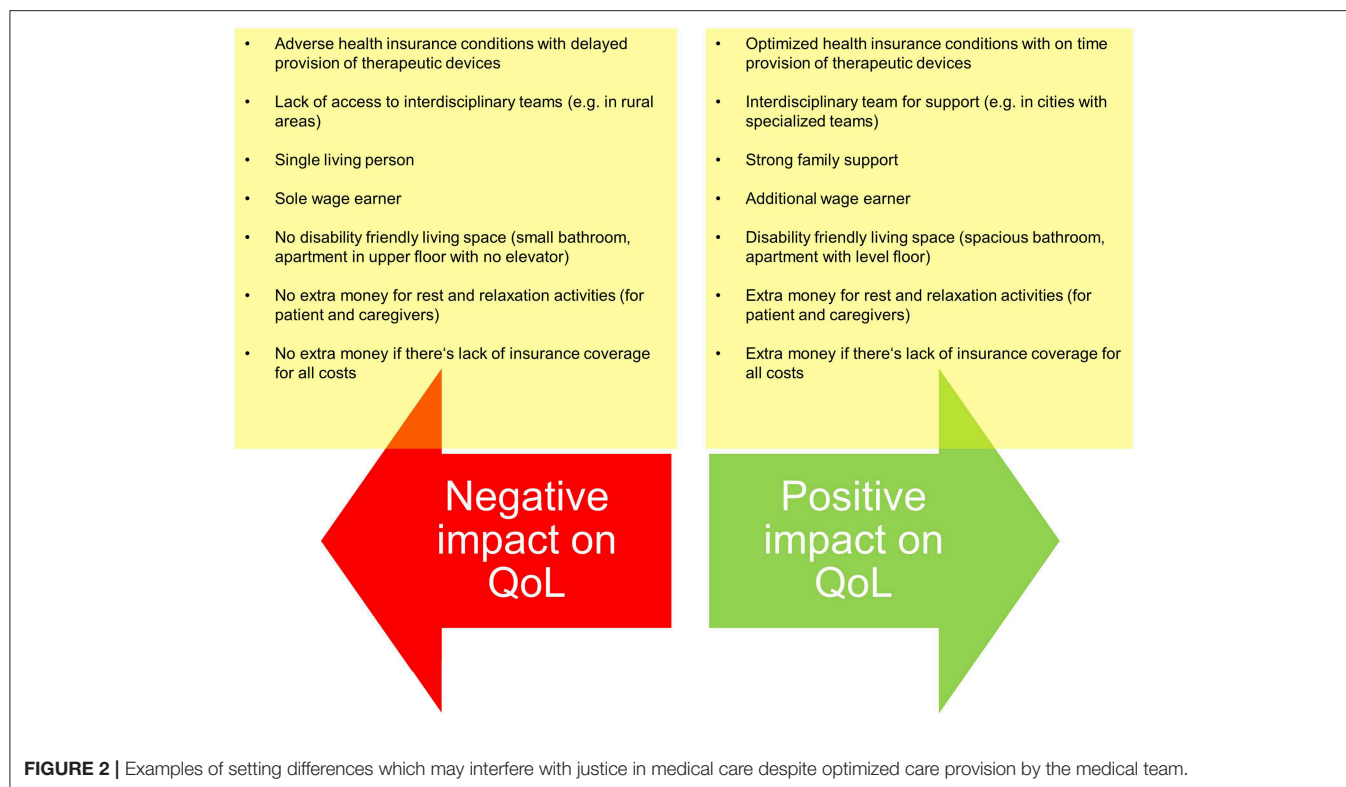 • Adverse health insurance conditions with delayed
provision of therapeutic devices
• Lack of access to interdisciplinary teams (e.g. in rural
areas)
• Single living person
• Sole wage earner
• No disability friendly living space (small bathroom,
apartment in upper floor with no elevator)
• No extra money for rest and relaxation activities (for
patient and caregivers)
• No extra money if there‘s lack of insurance coverage
for all costs
• Optimized health insurance conditions with on time
provision of therapeutic devices
• Interdisciplinary team for support (e.g. in cities with
specialized teams)
• Strong family support
• Additional wage earner
• Disability friendly living space (spacious bathroom,
apartment with level floor)
• Extra money for rest and relaxation activities (for
patient and caregivers)
• Extra money if there‘s lack of insurance coverage for
all costs
Negative
impact on
QoL
Positive
impact on
QoL
FIGURE 2 | Examples of setting differences which may interfere with justice in medical care despite optimized care provision by the medical team.